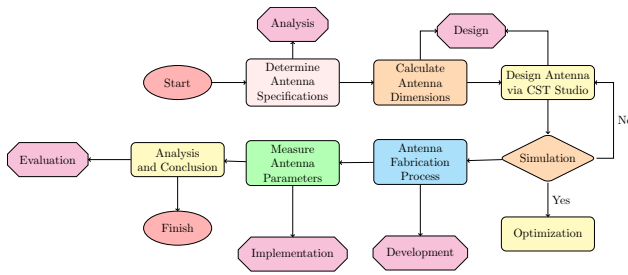 Analysis
Design
Start
Determine
Antenna
Specifications
Calculate
Antenna
Dimensions
Design Antenna
via CST Studio
No
Evaluation
Analysis
and Conclusion
Measure
Antenna
Parameters
Antenna
Fabrication
Process
Simulation
Yes
Finish
Implementation
Development
Optimization